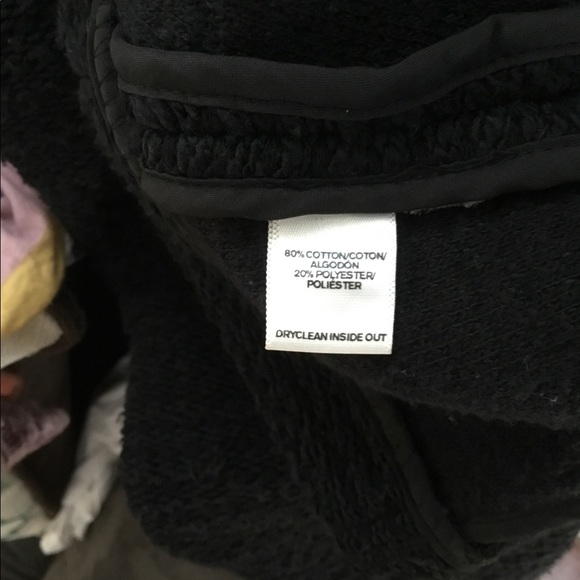 80% COTTON/COTON/
ALGODÓN
20% POLYESTER/
POLIÉSTER
DRYCLEAN INSIDE OUT